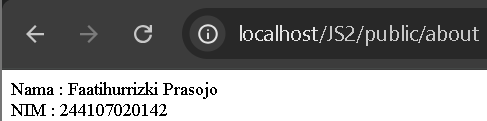 localhost/JS2/public/about
Nama : Faatihurrizki Prasojo
NIM : 244107020142